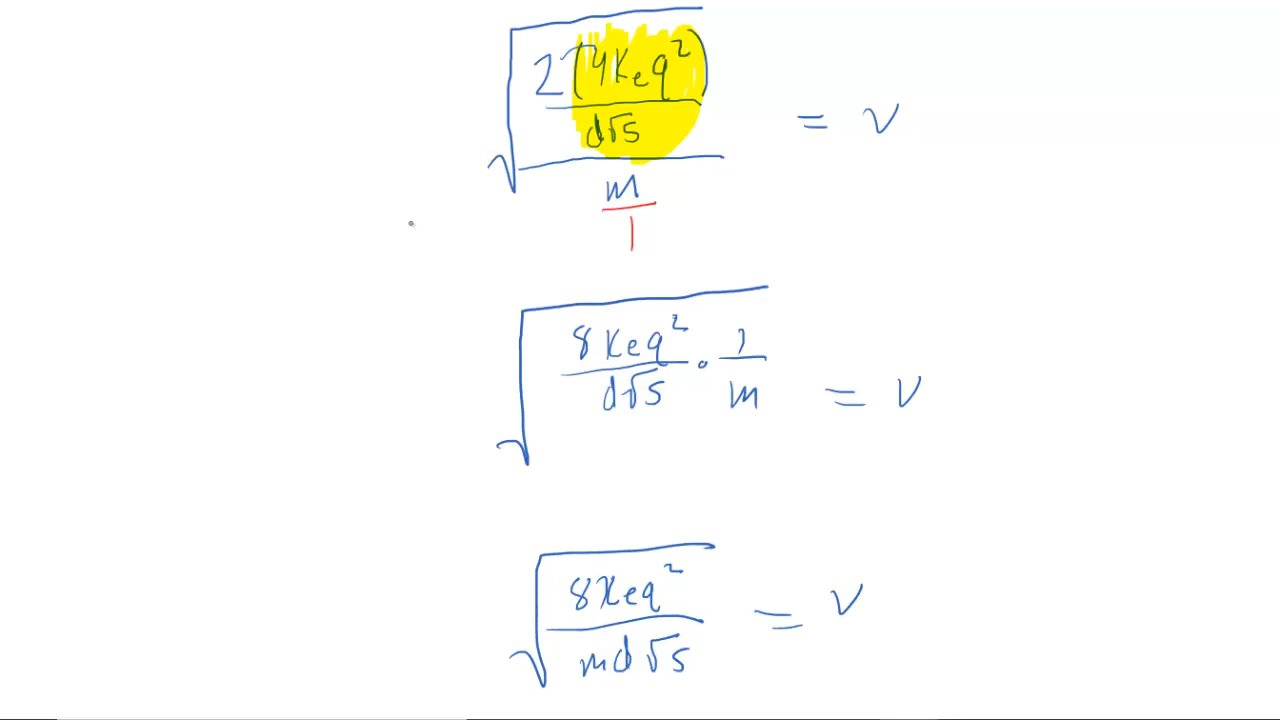 √(2(4Keq²)/(d√5)/(m/1)) = v
√(8Keq²/(d√5) · 1/m) = v
√(8Keq²/(md√5)) = v